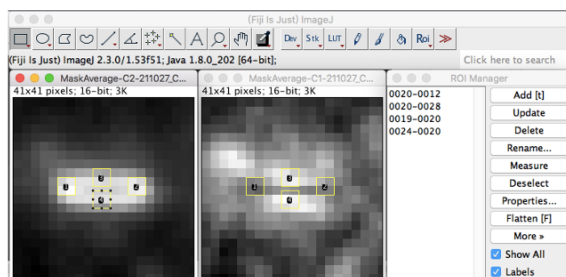 (Fiji Is Just) ImageJ
Dev Stk LUT Roi
(Fiji Is Just) ImageJ 2.3.0/1.53f51; Java 1.8.0_202 [64-bit];
Click here to search
MaskAverage-C2-211027_C...
41x41 pixels; 16-bit; 3K
MaskAverage-C1-211027_C...
41x41 pixels; 16-bit; 3K
ROI Manager
0020-0012
0020-0028
0019-0020
0024-0020
Add [t]
Update
Delete
Rename...
Measure
Deselect
Properties...
Flatten [F]
More »
Show All
Labels